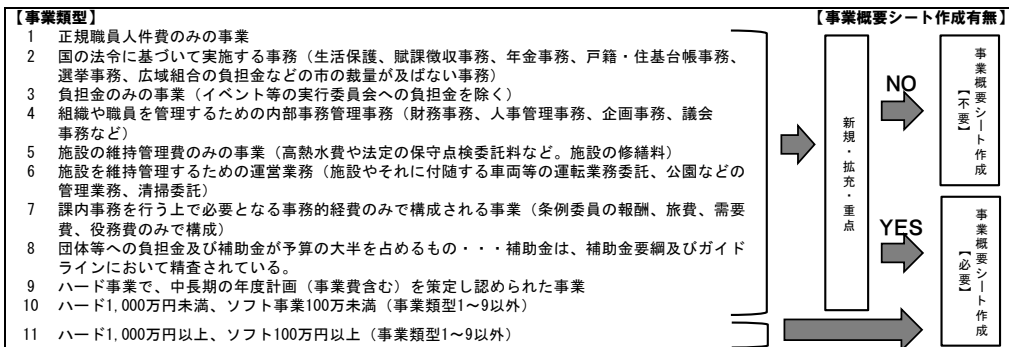 【事業類型】
【事業概要シート作成有無】
1 正規職員人件費のみの事業
2 国の法令に基づいて実施する事務（生活保護、賦課徴収事務、年金事務、戸籍・住基台帳事務、
選挙事務、広域組合の負担金などの市の裁量が及ばない事務）
3 負担金のみの事業（イベント等の実行委員会への負担金を除く）
4 組織や職員を管理するための内部事務管理事務（財務事務、人事管理事務、企画事務、議会
事務など）
5 施設の維持管理費のみの事業（高熱水費や法定の保守点検委託料など。施設の修繕料）
6 施設を維持管理するための運営業務（施設やそれに付随する車両等の運転業務委託、公園などの
管理業務、清掃委託）
7 課内事務を行う上で必要となる事務的経費のみで構成される事業（条例委員の報酬、旅費、需要
費、役務費のみで構成）
8 団体等への負担金及び補助金が予算の大半を占めるもの・・・補助金は、補助金要綱及びガイド
ラインにおいて精査されている。
9 ハード事業で、中長期の年度計画（事業費含む）を策定し認められた事業
10 ハード1,000万円未満、ソフト事業100万未満（事業類型1～9以外）
11 ハード1,000万円以上、ソフト100万円以上（事業類型1～9以外）
新規・拡充・重点
NO
事業概要シート作成
【不要】
YES
事業概要シート作成
【必要】